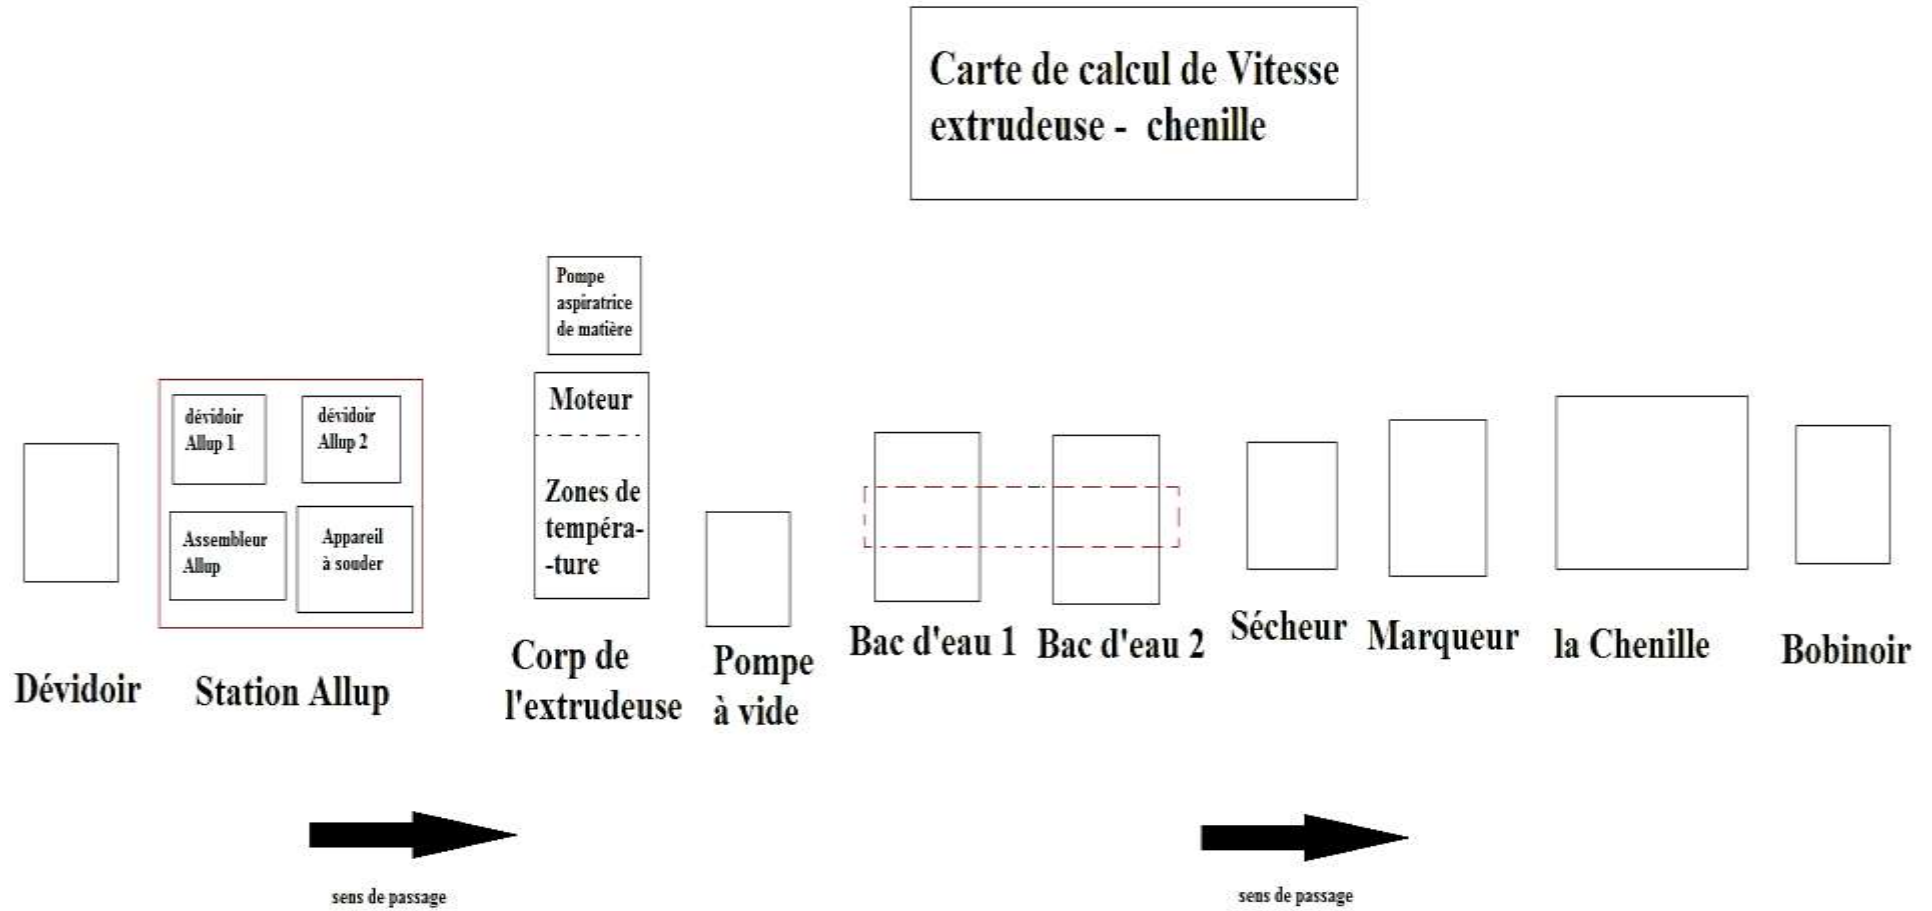 Carte de calcul de Vitesse
extrudeuse - chenille
Pompe
aspiratrice
de matière
Moteur
Zones de
tempéra-
-ture
dévidoir
Allup 1
dévidoir
Allup 2
Assembleur
Allup
Appareil
à souder
Dévidoir
Station Allup
Corp de
l'extrudeuse
Pompe
à vide
Bac d'eau 1
Bac d'eau 2
Sécheur
Marqueur
la Chenille
Bobinoir
sens de passage
sens de passage